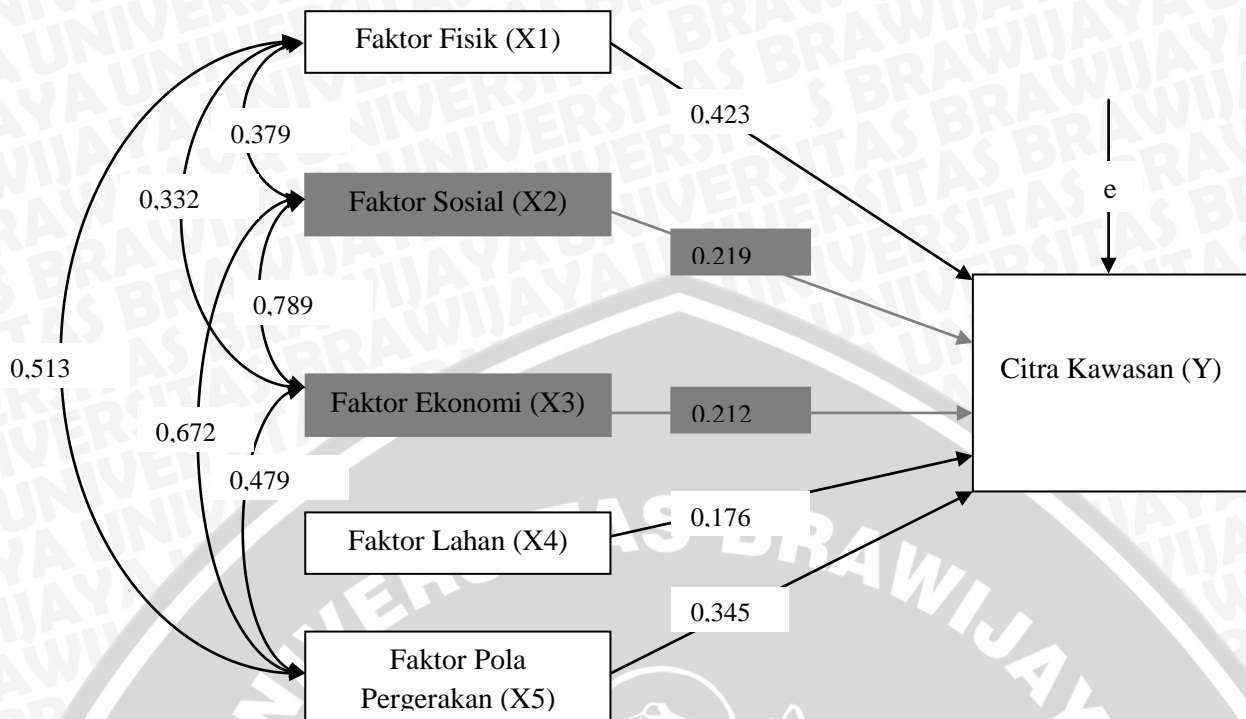 Faktor Fisik (X1)
0,423
0,379
e
0,332
Faktor Sosial (X2)
0,219
0,789
0,513
Citra Kawasan (Y)
Faktor Ekonomi (X3)
0,212
0,672
0,479
0,176
Faktor Lahan (X4)
0,345
Faktor Pola
Pergerakan (X5)
UNIVERSITAS BRAWIJAYA